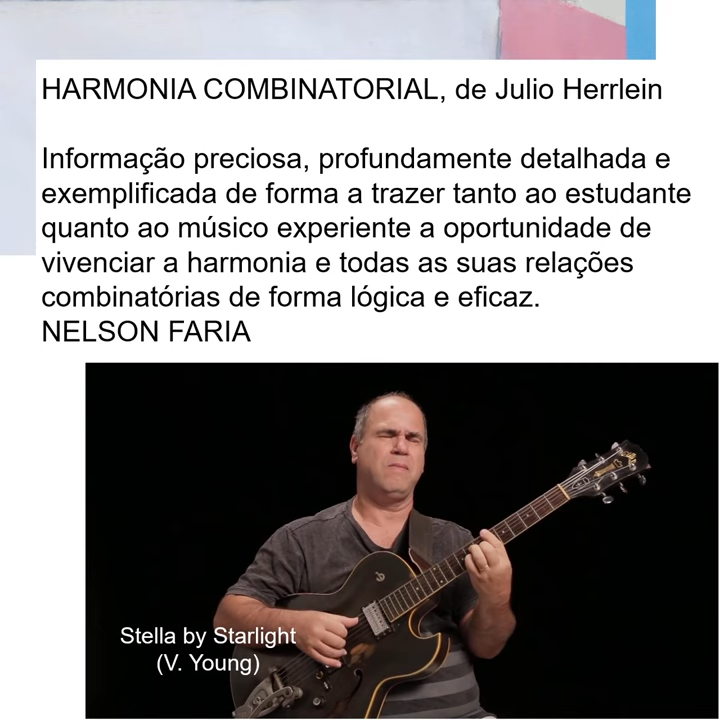 HARMONIA COMBINATORIAL, de Julio Herrlein
Informação preciosa, profundamente detalhada e
exemplificada de forma a trazer tanto ao estudante
quanto ao músico experiente a oportunidade de
vivenciar a harmonia e todas as suas relações
combinatórias de forma lógica e eficaz.
NELSON FARIA
Stella by Starlight
(V. Young)